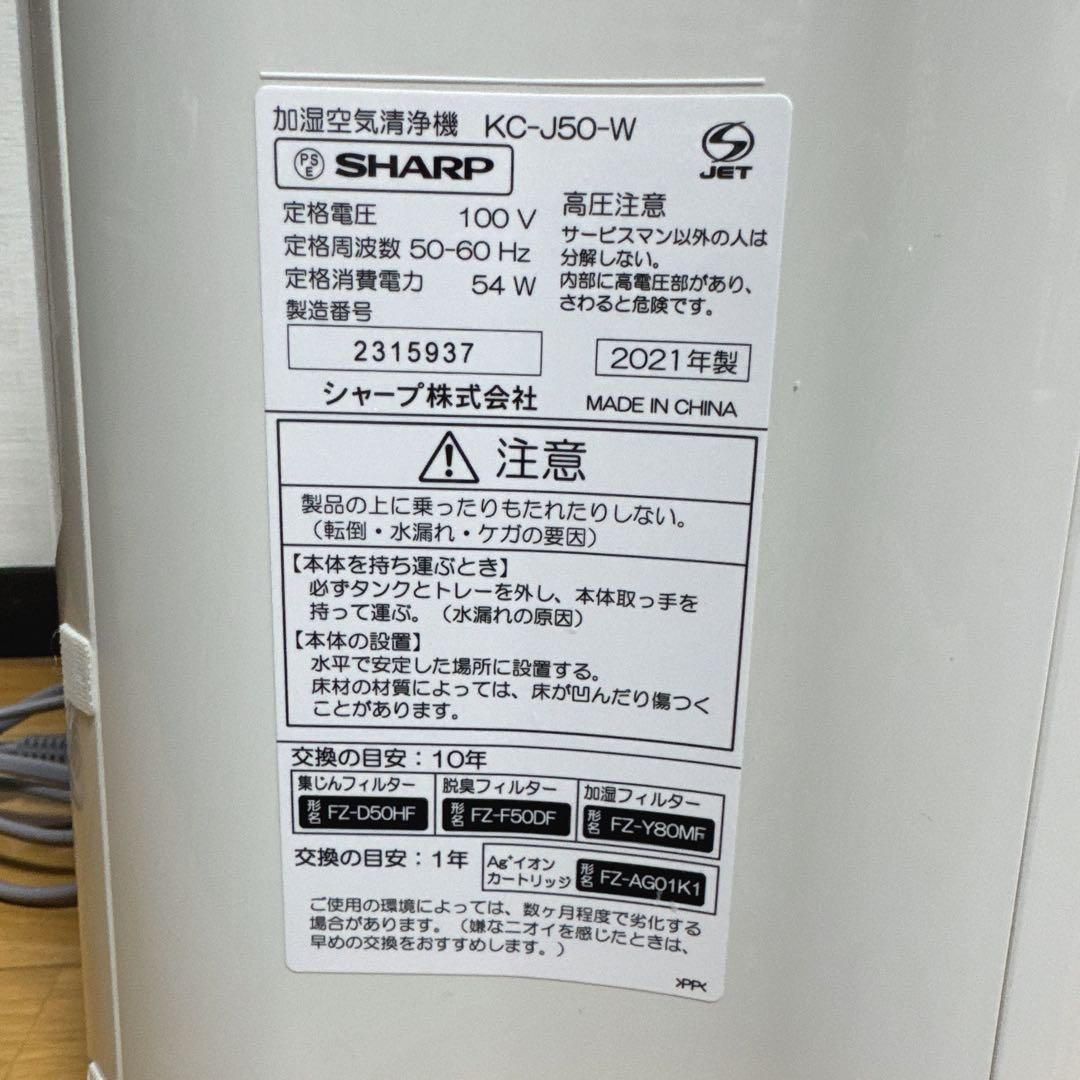 加湿空気清浄機 KC-J50-W
PSE SHARP
JET
定格電圧 100 V
定格周波数 50-60 Hz
定格消費電力 54 W
製造番号
2315937
シャープ株式会社
高圧注意
サービスマン以外の人は
分解しない。
内部に高電圧部があり、
さわると危険です。
2021年製
MADE IN CHINA
注意
製品の上に乗ったりもたれたりしない。
（転倒・水漏れ・ケガの要因）
【本体を持ち運ぶとき】
必ずタンクとトレーを外し、本体取っ手を
持って運ぶ。（水漏れの原因）
【本体の設置】
水平で安定した場所に設置する。
床材の材質によっては、床が凹んだり傷つく
ことがあります。
交換の目安：10年
集じんフィルター
形名 FZ-D50HF
脱臭フィルター
形名 FZ-F50DF
加湿フィルター
形名 FZ-Y80MF
交換の目安：1年
Ag⁺イオン
カートリッジ
形名 FZ-AG01K1
ご使用の環境によっては、数ヶ月程度で劣化する
場合があります。（嫌なニオイを感じたときは、
早めの交換をおすすめします。）
>PP<